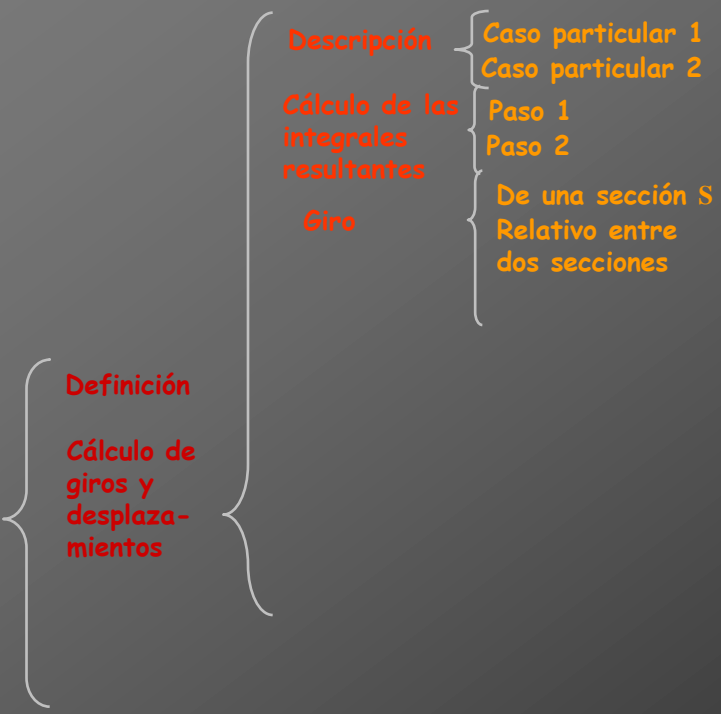 Descripción
Caso particular 1
Caso particular 2
Cálculo de las
integrales
resultantes
Paso 1
Paso 2
Giro
De una sección S
Relativo entre
dos secciones
Definición
Cálculo de
giros y
desplaza-
mientos